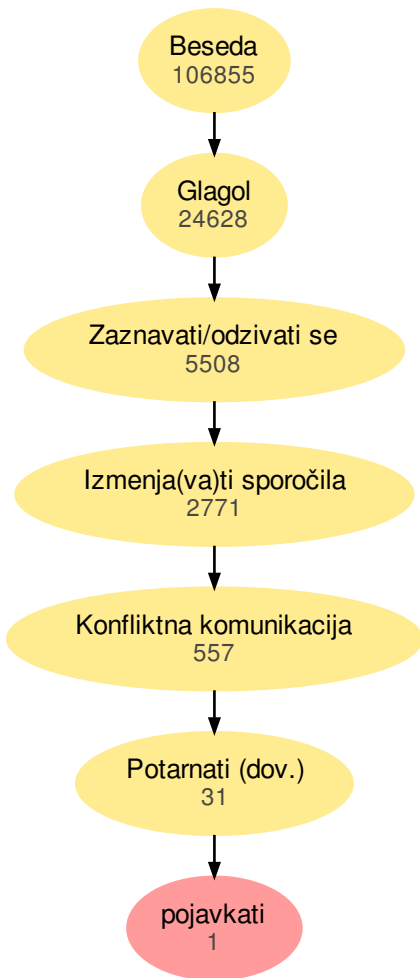 Beseda
106855
Glagol
24628
Zaznavati/odzivati se
5508
Izmenja(va)ti sporočila
2771
Konfliktna komunikacija
557
Potarnati (dov.)
31
pojavkati
1